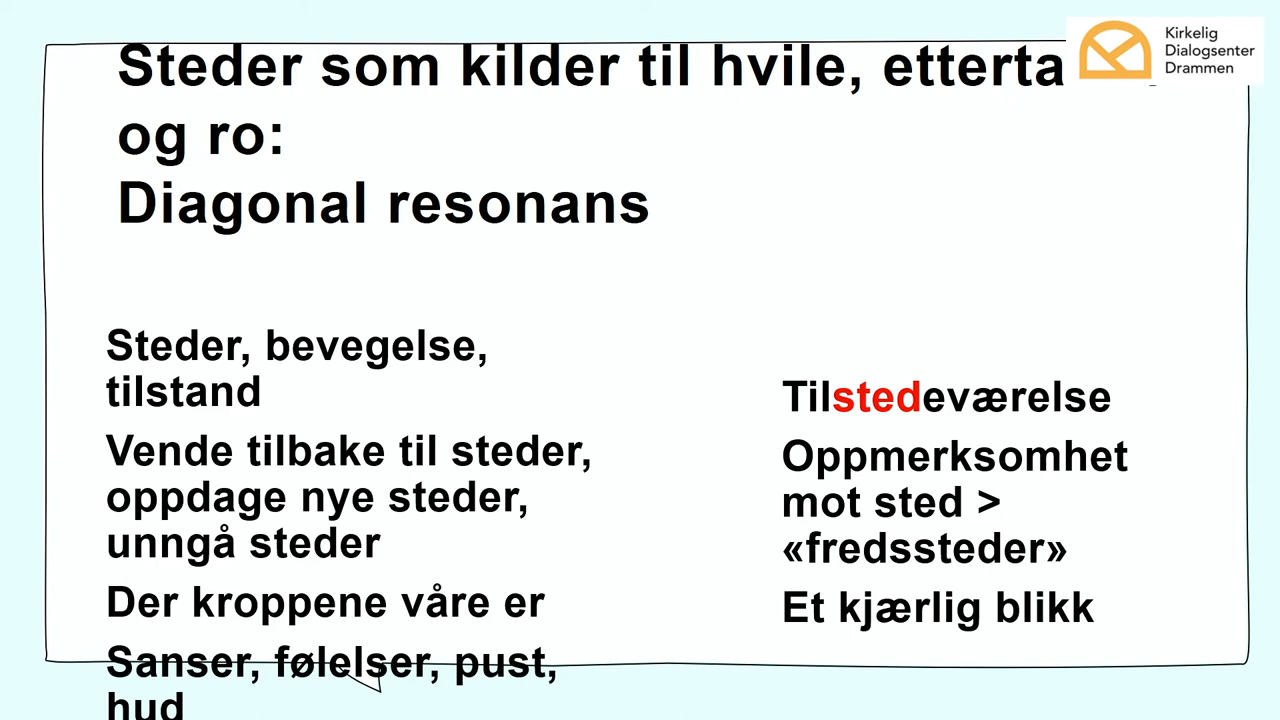 Steder som kilder til hvile,
og ro:
Diagonal resonans
Kirkelig
Dialogsenter
Drammen
Steder, bevegelse,
tilstand
Vende tilbake til steder,
oppdage nye steder,
unngå steder
Der kroppene våre er
Sanser, følelser, pust,
hud
Tilstedeværelse
Oppmerksomhet
mot sted >
«fredssteder»
Et kjærlig blikk